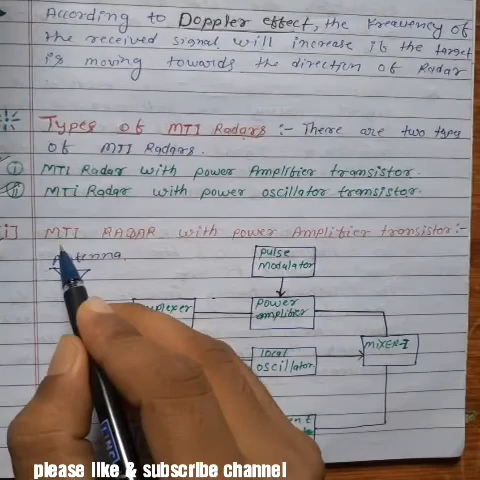 According to Doppler effect, the frequency of
the received signal will increase if the target
is moving towards the direction of Radar
Types of MTI Radars :- There are two types
of MTI Radars.
(i) MTI Radar with power Amplifier transistor.
(ii) MTi Radar with power oscillator transistor.
[i] MTI RADAR with power Amplifier transistor:-
Antenna
pulse
modulator
power
amplifier
local
oscillator
MIXER-I
please like & subscribe channel